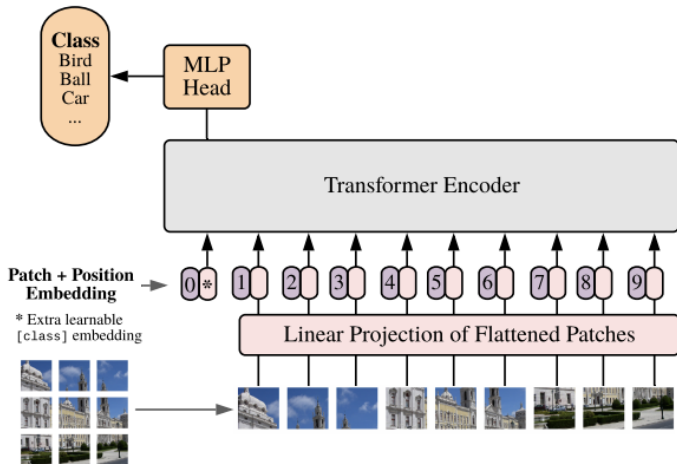 Class
Bird
Ball
Car
...
MLP
Head
Transformer Encoder
Patch + Position
Embedding
0 * 1 2 3 4 5 6 7 8 9
* Extra learnable
[class] embedding
Linear Projection of Flattened Patches